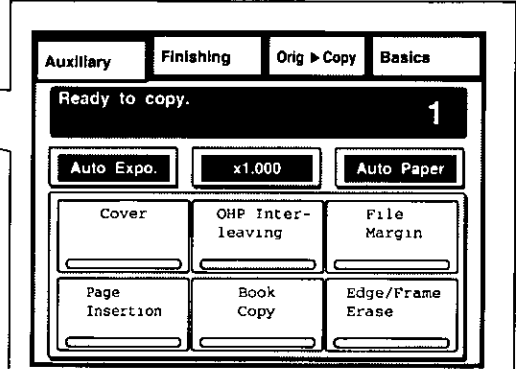 Auxiliary
Finishing
Orig ▶ Copy
Basics
Ready to copy.
1
Auto Expo.
x1.000
Auto Paper
Cover
OHP Inter-
leaving
File
Margin
Page
Insertion
Book
Copy
Edge/Frame
Erase